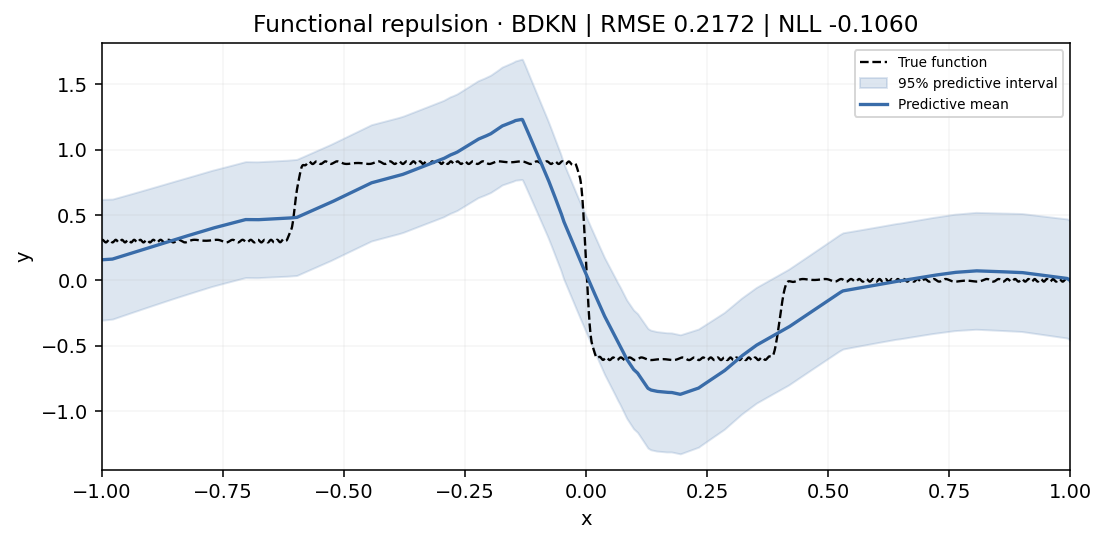 Functional repulsion · BDKN | RMSE 0.2172 | NLL -0.1060
True function
95% predictive interval
Predictive mean
y
1.5
1.0
0.5
0.0
−0.5
−1.0
−1.00
−0.75
−0.50
−0.25
0.00
0.25
0.50
0.75
1.00
x